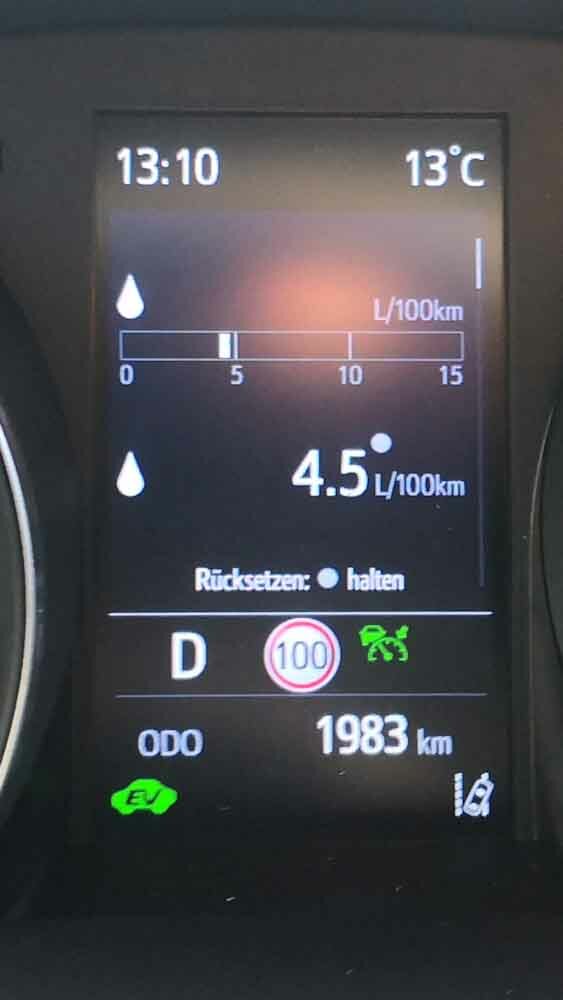 13:10 13°C
L/100km
0 5 10 15
4.5 L/100km
Rücksetzen: halten
D 100
ODO 1983 km
EV